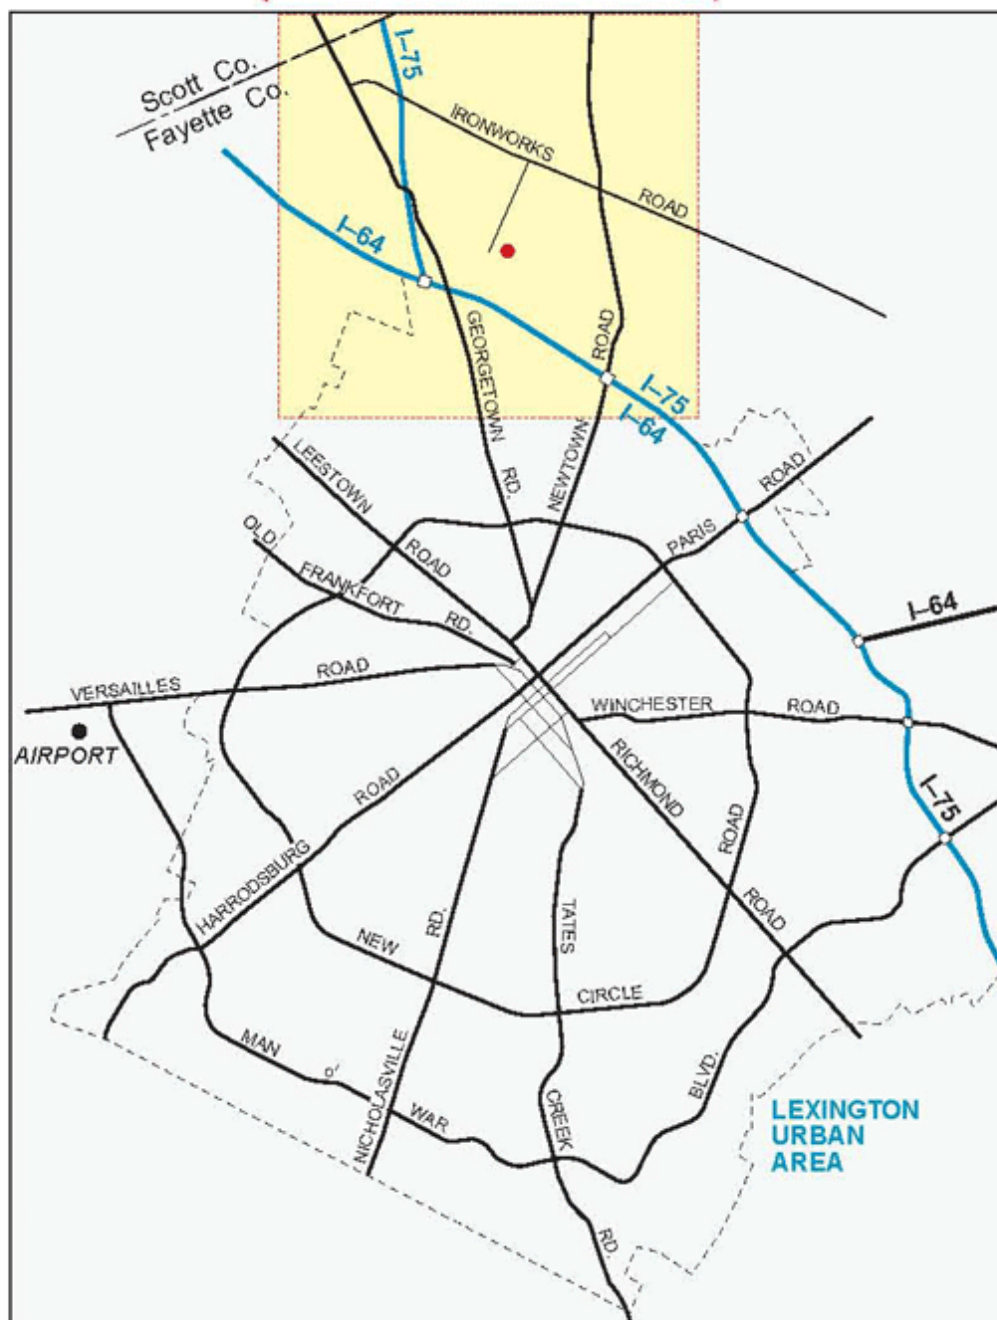 Scott Co.
Fayette Co.
I–75
IRONWORKS
ROAD
I–64
GEORGETOWN
RD.
ROAD
NEWTOWN
I–75
I–64
LEESTOWN
ROAD
OLD
FRANKFORT
RD.
PARIS
ROAD
I–64
VERSAILLES
ROAD
AIRPORT
WINCHESTER
ROAD
RICHMOND
ROAD
I–75
HARRODSBURG
ROAD
NEW
CIRCLE
ROAD
NICHOLASVILLE
RD.
TATES
CREEK
RD.
MAN
O'
WAR
BLVD.
LEXINGTON
URBAN
AREA